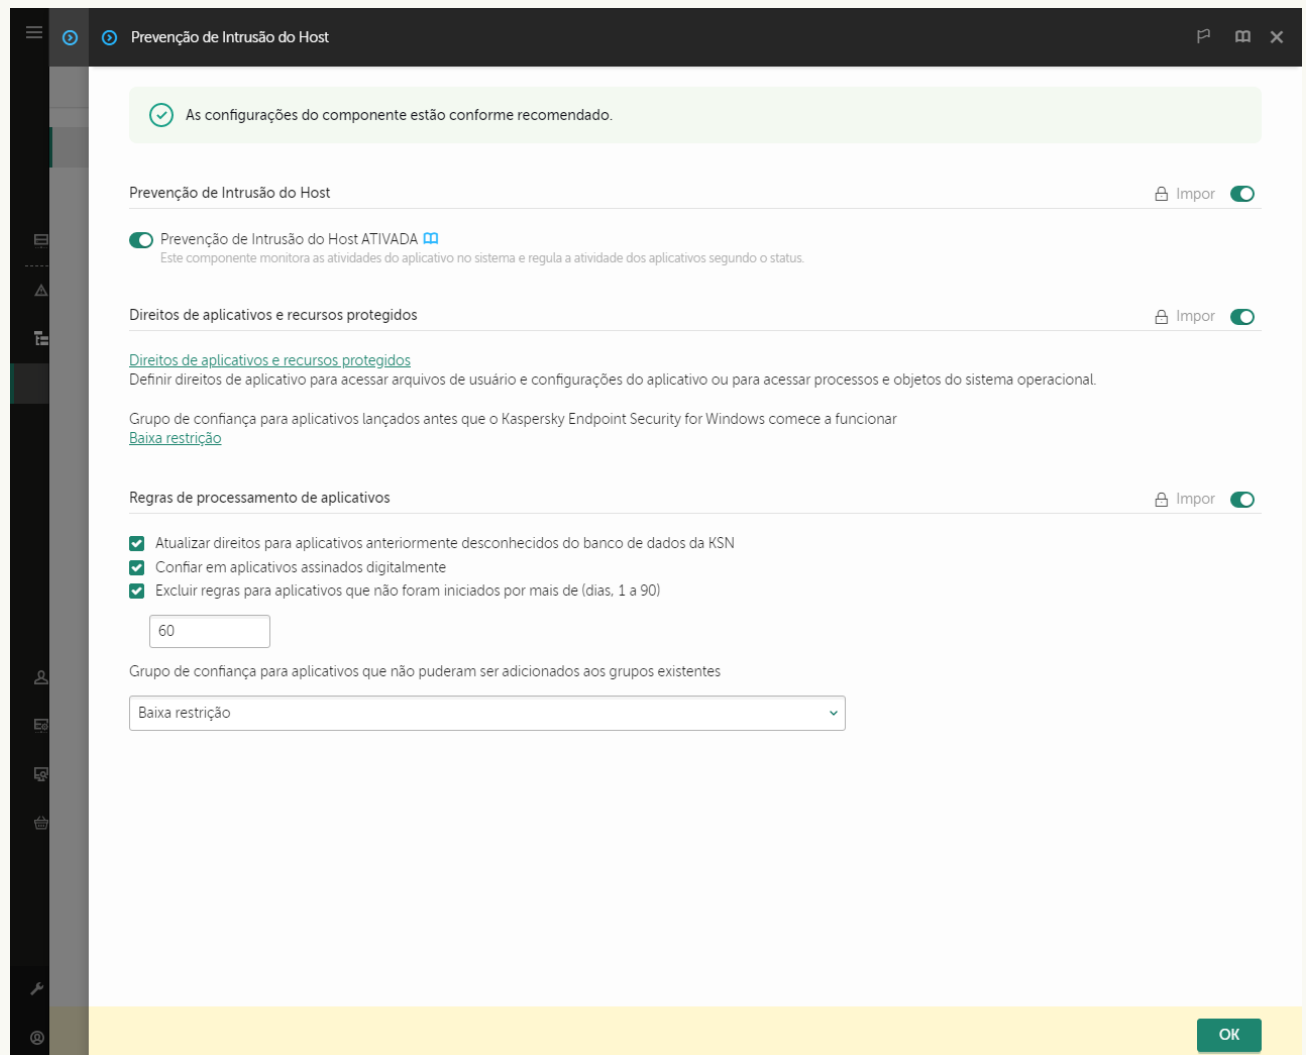 Prevenção de Intrusão do Host
As configurações do componente estão conforme recomendado.
Prevenção de Intrusão do Host
Impor
Prevenção de Intrusão do Host ATIVADA
Este componente monitora as atividades do aplicativo no sistema e regula a atividade dos aplicativos segundo o status.
Direitos de aplicativos e recursos protegidos
Impor
Direitos de aplicativos e recursos protegidos
Definir direitos de aplicativo para acessar arquivos de usuário e configurações do aplicativo ou para acessar processos e objetos do sistema operacional.
Grupo de confiança para aplicativos lançados antes que o Kaspersky Endpoint Security for Windows comece a funcionar
Baixa restrição
Regras de processamento de aplicativos
Impor
Atualizar direitos para aplicativos anteriormente desconhecidos do banco de dados da KSN
Confiar em aplicativos assinados digitalmente
Excluir regras para aplicativos que não foram iniciados por mais de (dias, 1 a 90)
60
Grupo de confiança para aplicativos que não puderam ser adicionados aos grupos existentes
Baixa restrição
OK